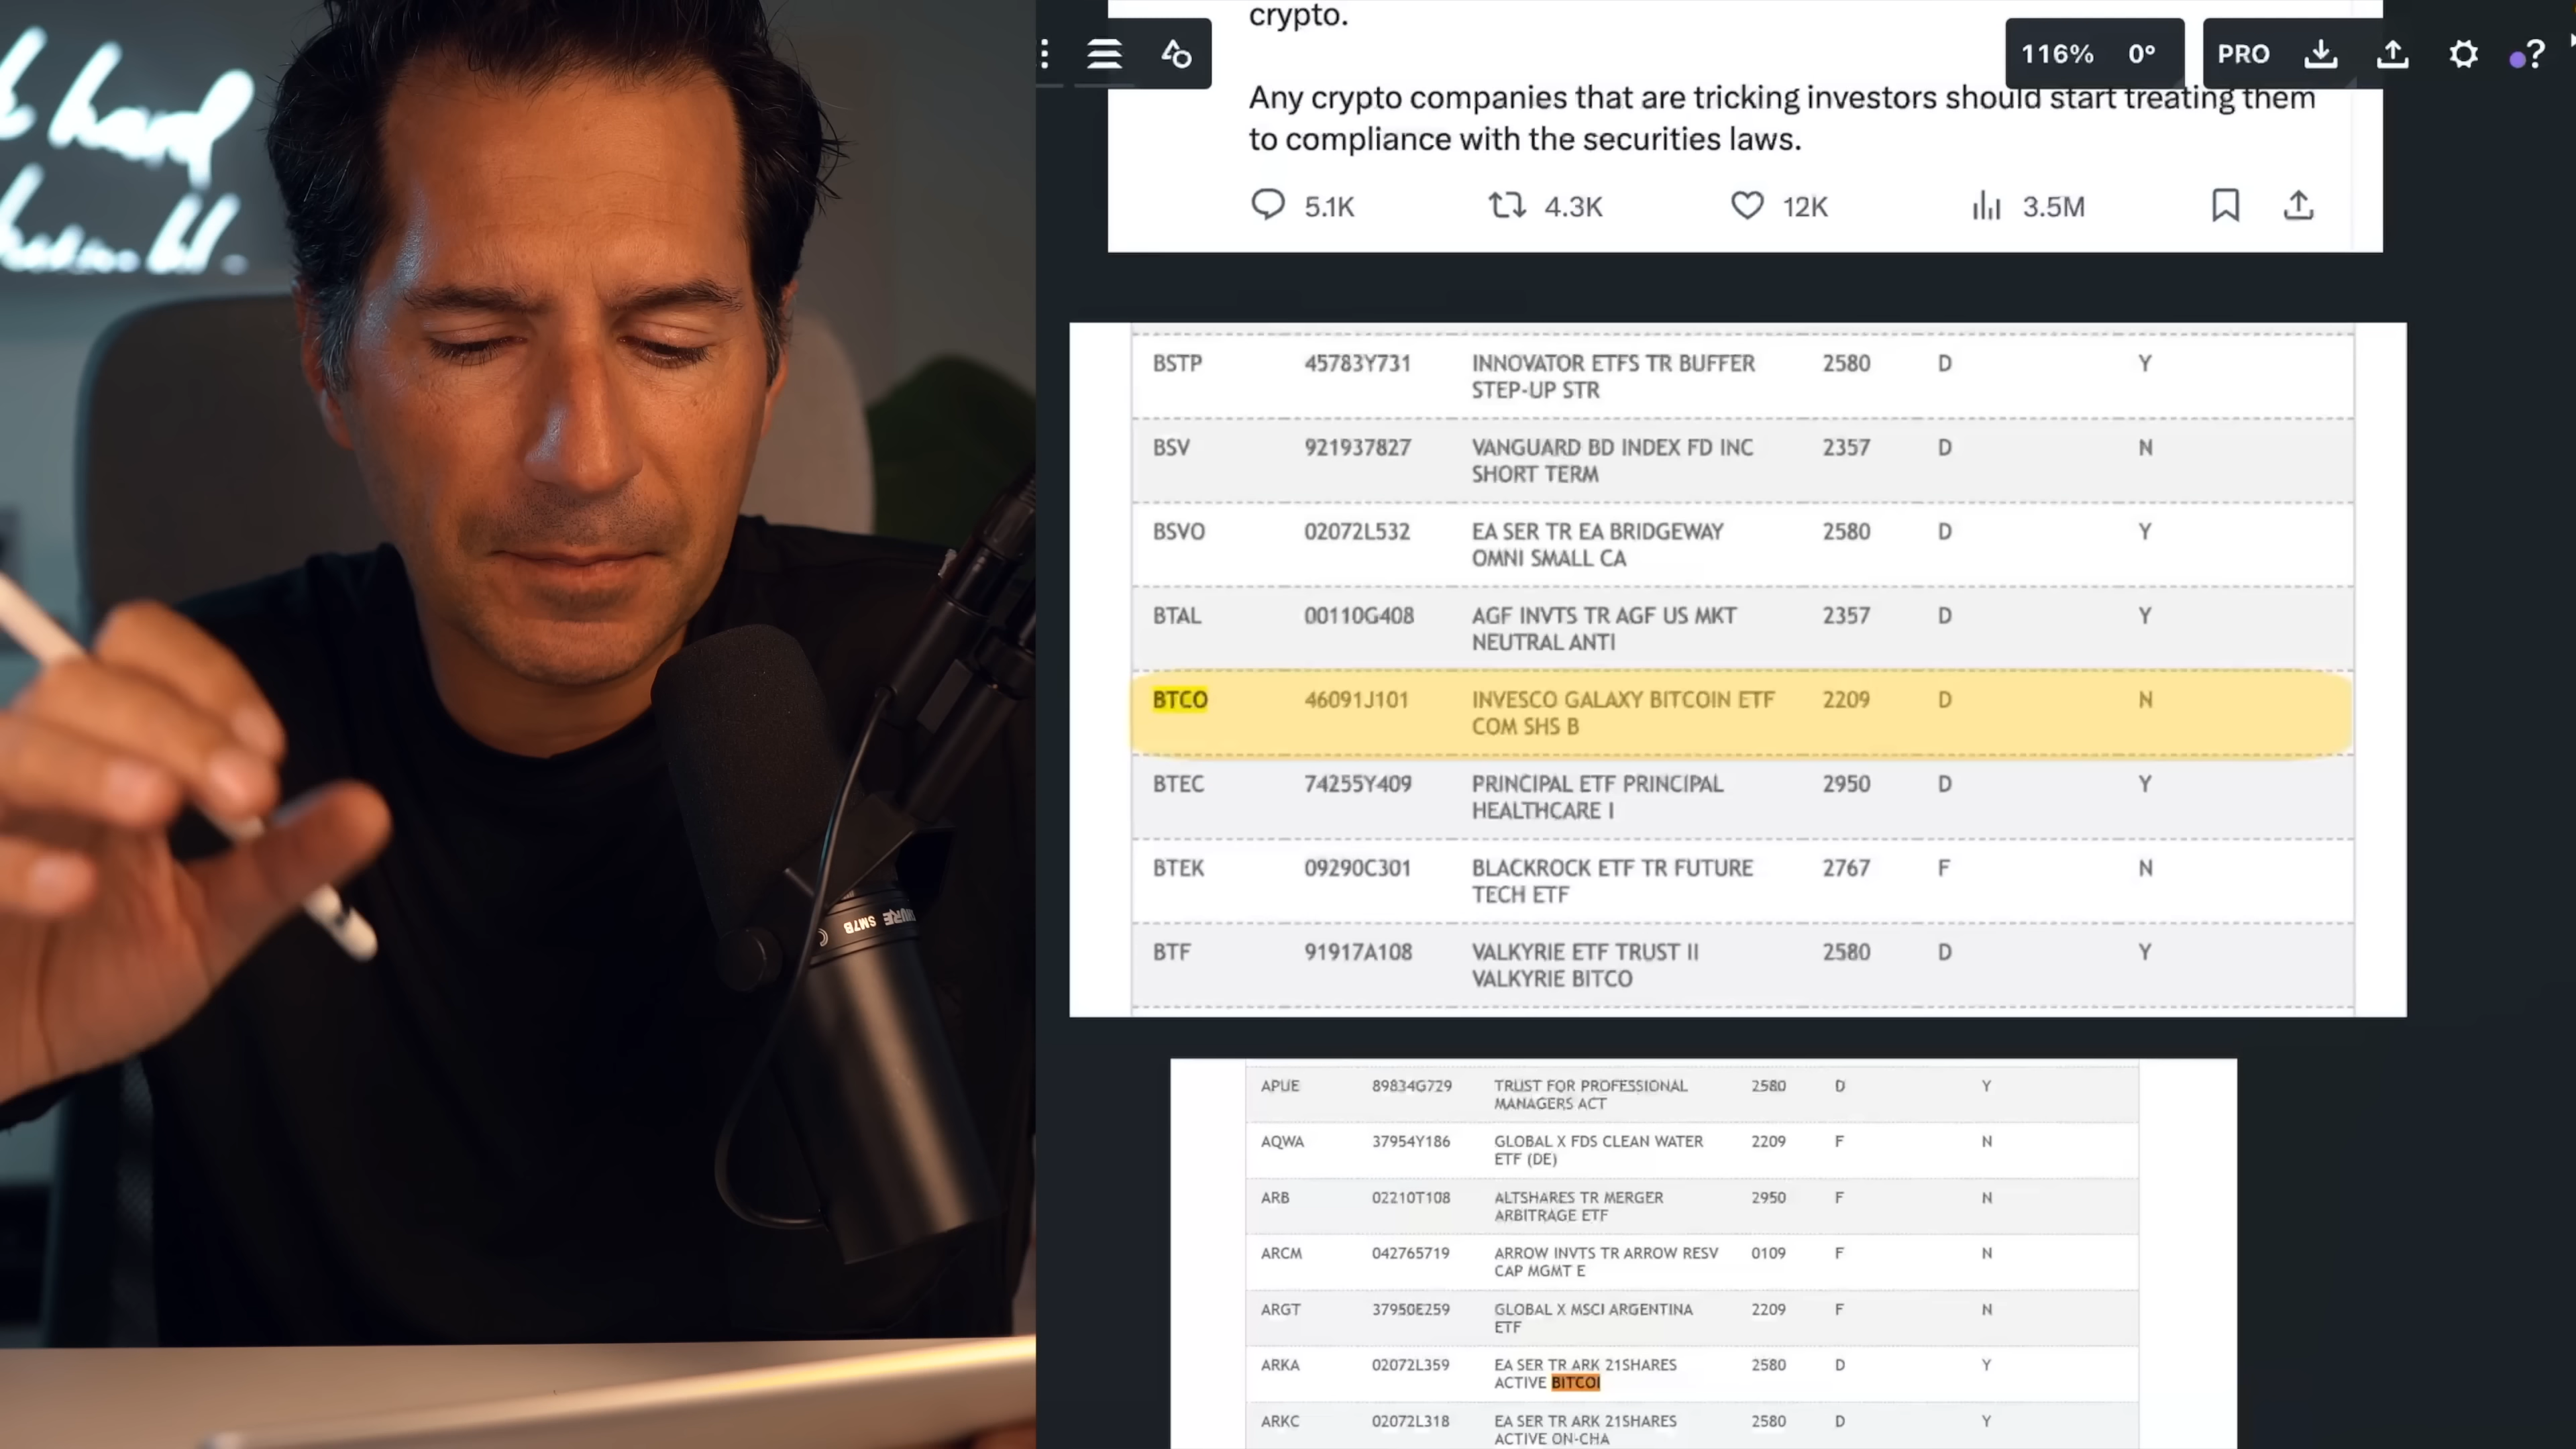 k hard
crypto.
116% 0° PRO ?
Any crypto companies that are tricking investors should start treating them
to compliance with the securities laws.
5.1K 4.3K 12K 3.5M
BSTP 45783Y731 INNOVATOR ETFS TR BUFFER 2580 D Y
STEP-UP STR
BSV 921937827 VANGUARD BD INDEX FD INC 2357 D N
SHORT TERM
BSVO 02072L532 EA SER TR EA BRIDGEWAY 2580 D Y
OMNI SMALL CA
BTAL 00110G408 AGF INVTS TR AGF US MKT 2357 D Y
NEUTRAL ANTI
BTCO 46091J101 INVESCO GALAXY BITCOIN ETF 2209 D N
COM SHS B
BTEC 74255Y409 PRINCIPAL ETF PRINCIPAL 2950 D Y
HEALTHCARE I
BTEK 09290C301 BLACKROCK ETF TR FUTURE 2767 F N
TECH ETF
BTF 91917A108 VALKYRIE ETF TRUST II 2580 D Y
VALKYRIE BITCO
SHURE SM7B
APUE 89834G729 TRUST FOR PROFESSIONAL 2580 D Y
MANAGERS ACT
AQWA 37954Y186 GLOBAL X FDS CLEAN WATER 2209 F N
ETF (DE)
ARB 02210T108 ALTSHARES TR MERGER 2950 F N
ARBITRAGE ETF
ARCM 042765719 ARROW INVTS TR ARROW RESV 0109 F N
CAP MGMT E
ARGT 37950E259 GLOBAL X MSCI ARGENTINA 2209 F N
ETF
ARKA 02072L359 EA SER TR ARK 21SHARES 2580 D Y
ACTIVE BITCOI
ARKC 02072L318 EA SER TR ARK 21SHARES 2580 D Y
ACTIVE ON-CHA